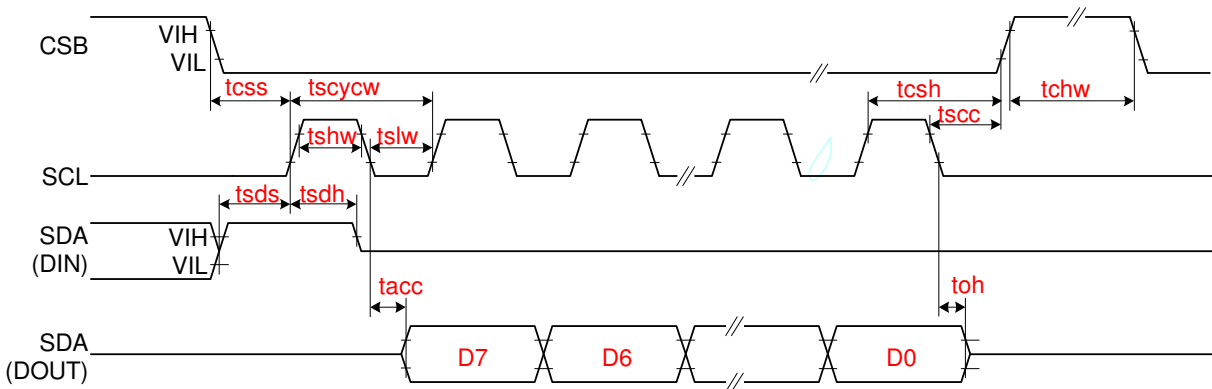 CSB
VIH
VIL
tcss
tscycw
tcsh
tchw
tscc
tshw
tslw
SCL
tsds
tsdh
SDA
(DIN)
VIH
VIL
tacc
toh
SDA
(DOUT)
D7
D6
D0